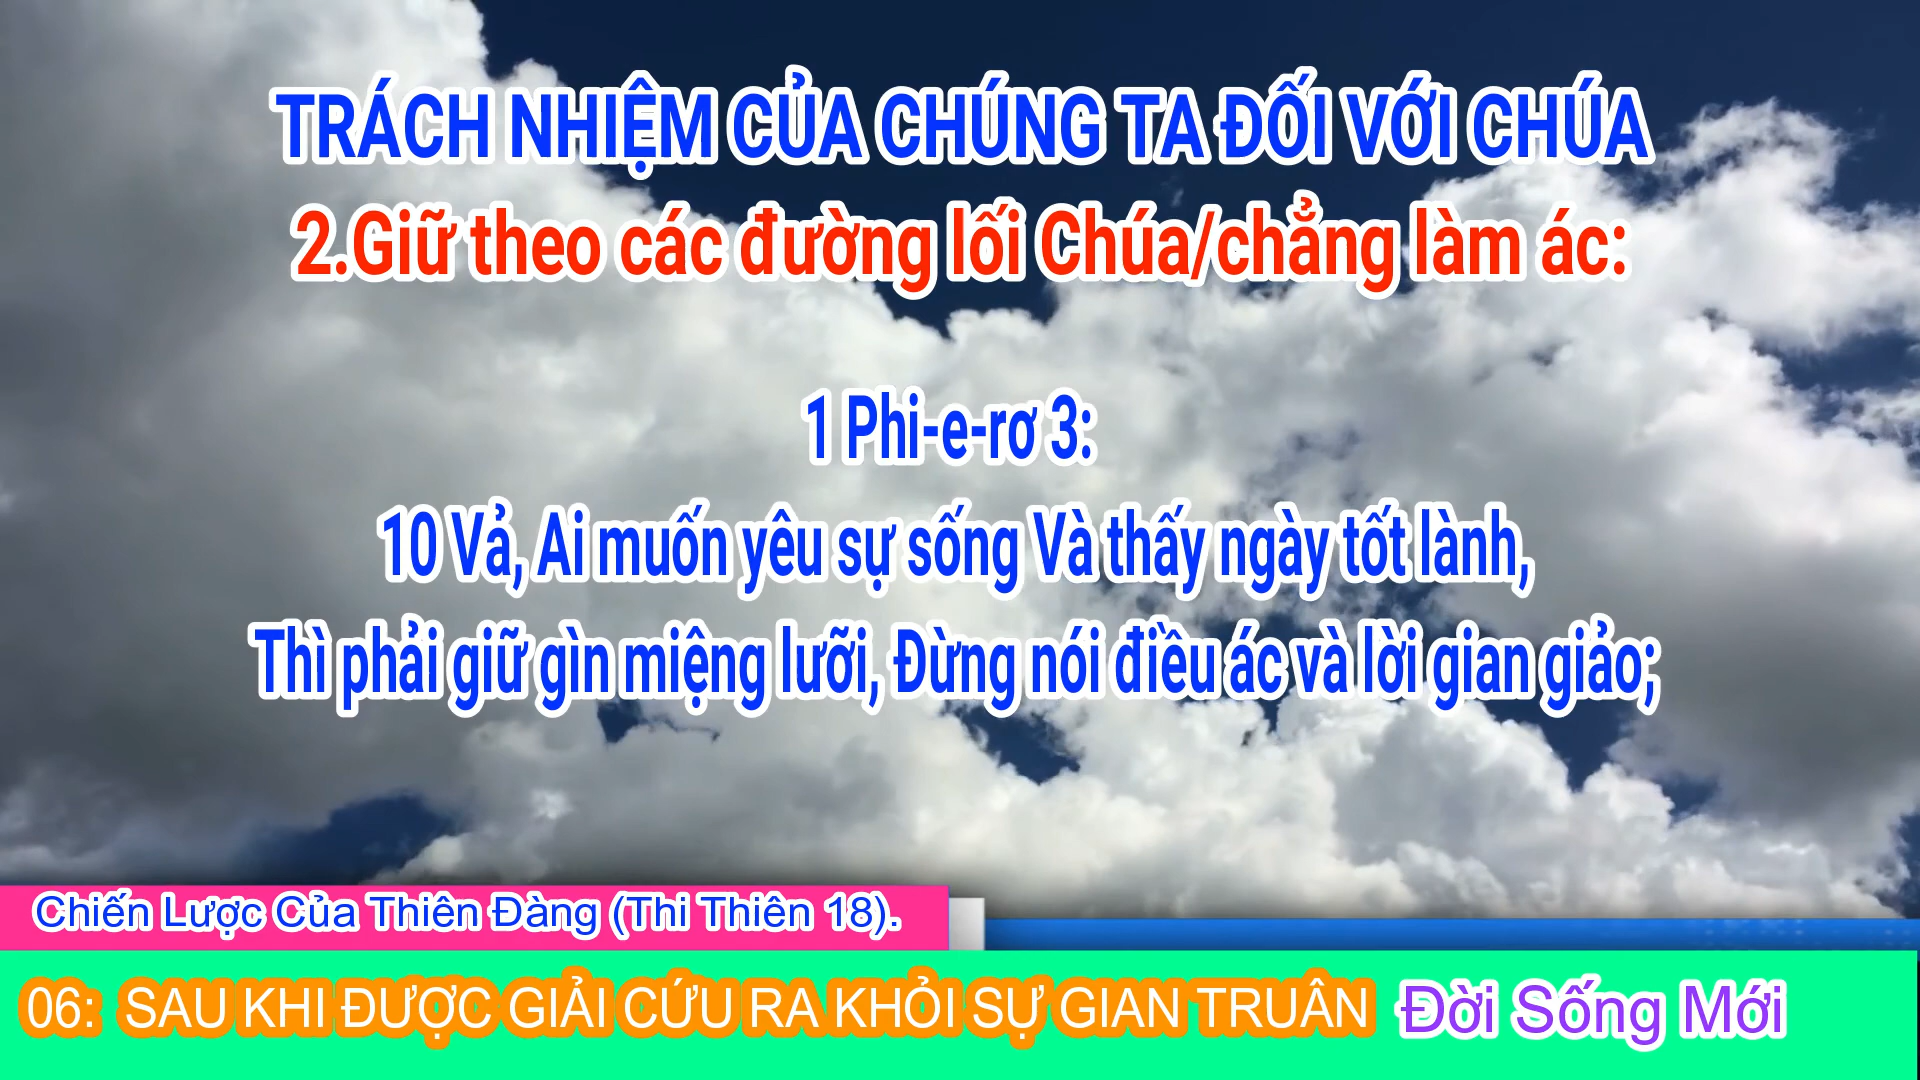 TRÁCH NHIỆM CỦA CHÚNG TA ĐỐI VỚI CHÚA
2.Giữ theo các đường lối Chúa/chẳng làm ác:
1 Phi-e-rơ 3:
10 Vả, Ai muốn yêu sự sống Và thấy ngày tốt lành,
Thì phải giữ gìn miệng lưỡi, Đừng nói điều ác và lời gian giảo;
Chiến Lược Của Thiên Đàng (Thi Thiên 18).
06: SAU KHI ĐƯỢC GIẢI CỨU RA KHỎI SỰ GIAN TRUÂN Đời Sống Mới